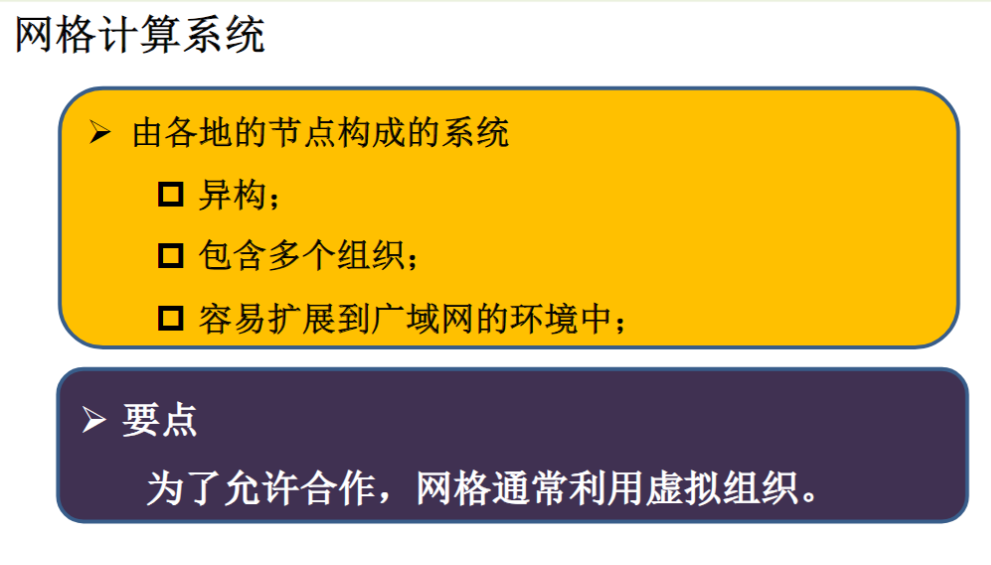 网格计算系统
➢ 由各地的节点构成的系统
❑ 异构；
❑ 包含多个组织；
❑ 容易扩展到广域网的环境中；
➢ 要点
为了允许合作，网格通常利用虚拟组织。